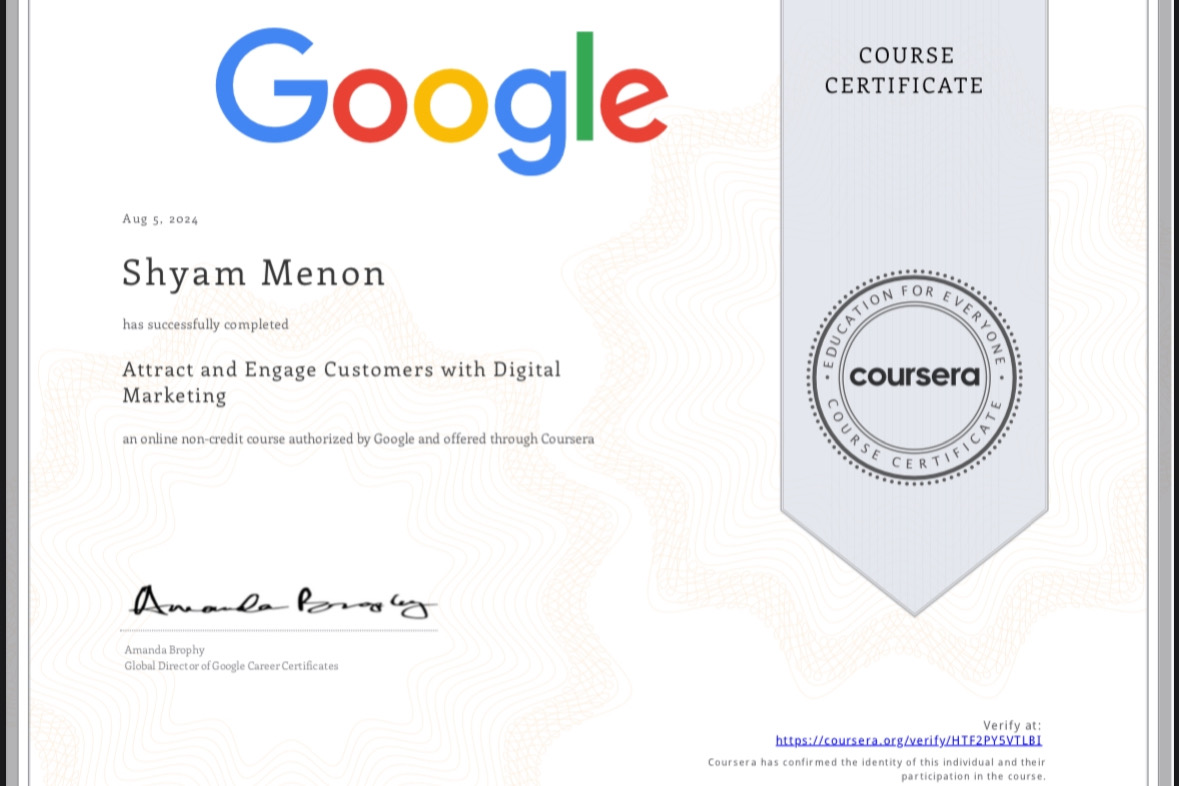 Google
COURSE
CERTIFICATE
Aug 5, 2024
Shyam Menon
has successfully completed
Attract and Engage Customers with Digital
Marketing
an online non-credit course authorized by Google and offered through Coursera
EDUCATION FOR EVERYONE
coursera
COURSE CERTIFICATE
Amanda Brophy
Amanda Brophy
Global Director of Google Career Certificates
Verify at:
https://coursera.org/verify/HTF2PY5VTLBI
Coursera has confirmed the identity of this individual and their
participation in the course.